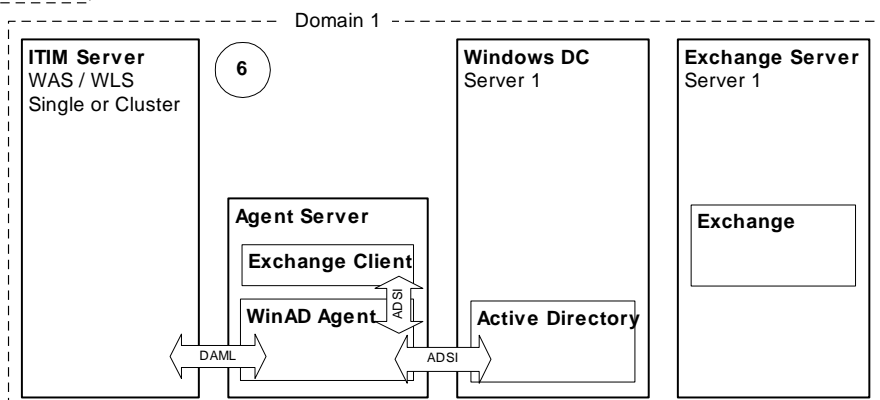 Domain 1
ITIM Server
WAS / WLS
Single or Cluster
6
Windows DC
Server 1
Exchange Server
Server 1
Agent Server
Exchange Client
ADSI
WinAD Agent
Exchange
Active Directory
DAML
ADSI